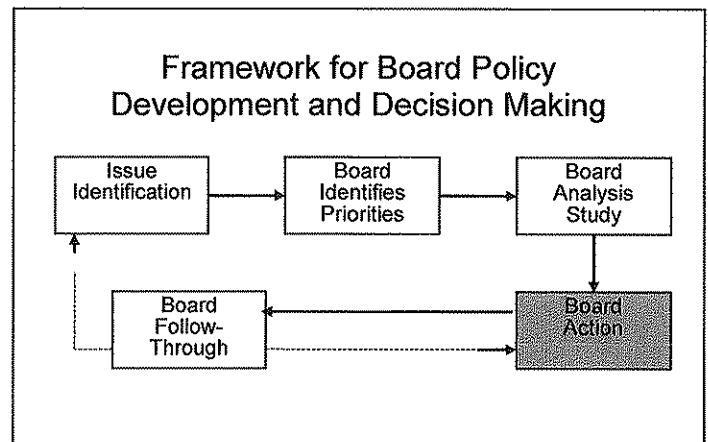 Framework for Board Policy
Development and Decision Making
Issue
Identification
Board
Identifies
Priorities
Board
Analysis
Study
Board
Follow-
Through
Board
Action